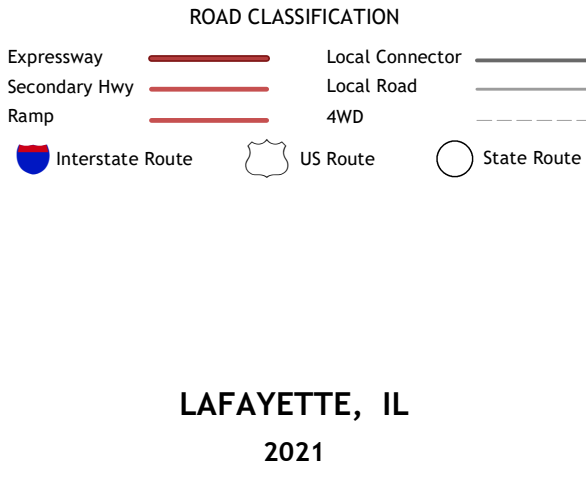 ROAD CLASSIFICATION
Expressway
Local Connector
Secondary Hwy
Local Road
Ramp
4WD
Interstate Route
US Route
State Route
LAFAYETTE, IL
2021